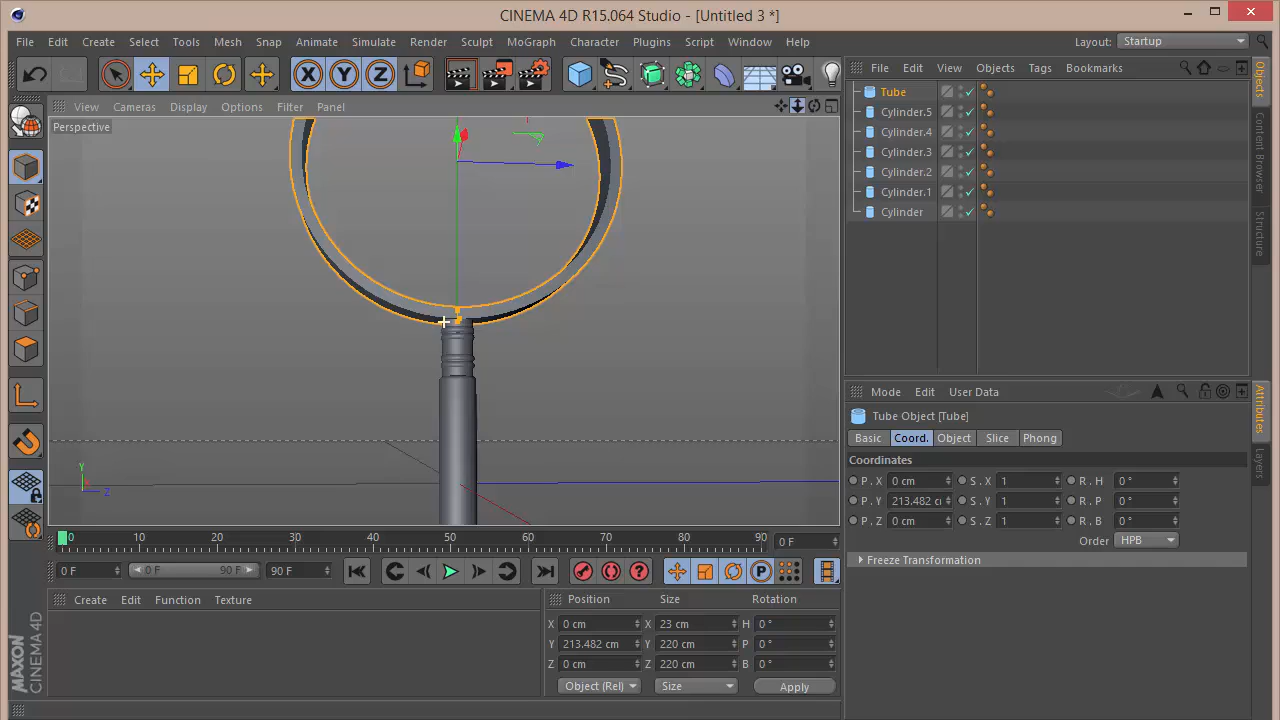 CINEMA 4D R15.064 Studio - [Untitled 3 *]
File Edit Create Select Tools Mesh Snap Animate Simulate Render Sculpt MoGraph Character Plugins Script Window Help Layout: Startup
X Y Z
View Cameras Display Options Filter Panel
Perspective
Y
X
Z
0 10 20 30 40 50 60 70 80 90 0 F
0 F 0 F 90 F 90 F
P
Create Edit Function Texture
Position Size Rotation
X 0 cm X 23 cm H 0 °
Y 213.482 cm Y 220 cm P 0 °
Z 0 cm Z 220 cm B 0 °
Object (Rel) Size Apply
MAXON
CINEMA 4D
File Edit View Objects Tags Bookmarks
Tube
Cylinder.5
Cylinder.4
Cylinder.3
Cylinder.2
Cylinder.1
Cylinder
Objects
Content Browser
Structure
Mode Edit User Data
Tube Object [Tube]
Basic Coord. Object Slice Phong
Coordinates
P . X 0 cm S . X 1 R . H 0 °
P . Y 213.482 c S . Y 1 R . P 0 °
P . Z 0 cm S . Z 1 R . B 0 °
Order HPB
Freeze Transformation
Attributes
Layers